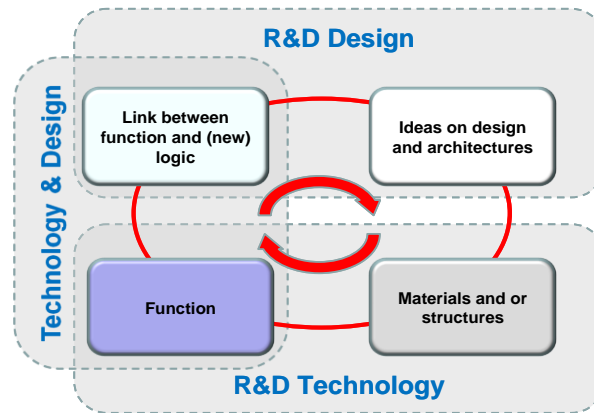 R&D Design
Technology & Design
Link between
function and (new)
logic
Ideas on design
and architectures
Function
Materials and or
structures
R&D Technology